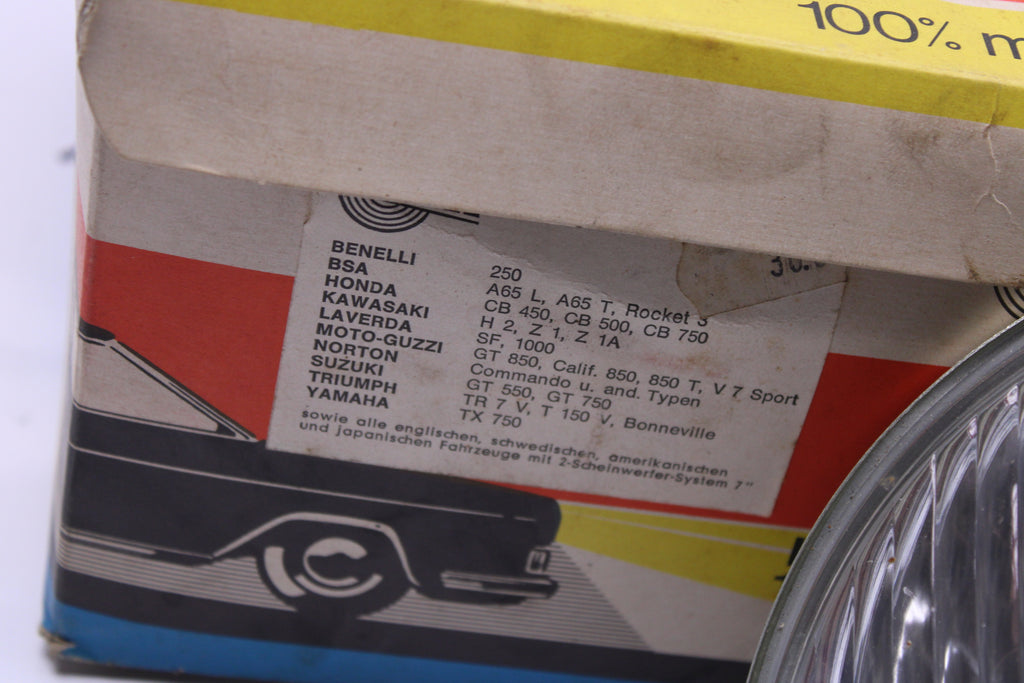 100%
BENELLI 250
BSA A65 L, A65 T, Rocket 3
HONDA CB 450, CB 500, CB 750
KAWASAKI H 2, Z 1, Z 1A
LAVERDA SF, 1000
MOTO-GUZZI GT 850, Calif. 850, 850 T, V 7 Sport
NORTON Commando u. and. Typen
SUZUKI GT 550, GT 750
TRIUMPH TR 7 V, T 150 V, Bonneville
YAMAHA TX 750
sowie alle englischen, schwedischen, amerikanischen
und japanischen Fahrzeuge mit 2-Scheinwerfer-System 7"